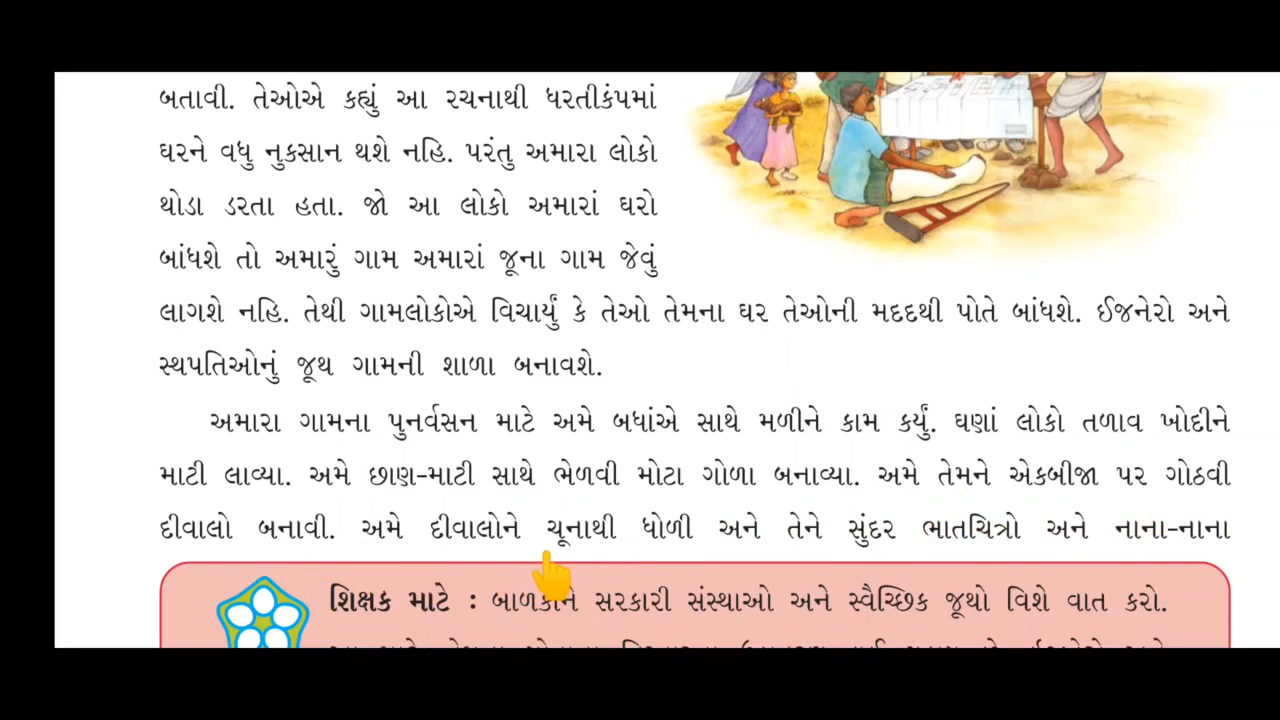 બતાવી. તેઓએ કહ્યું આ રચનાથી ધરતીકંપમાં
ઘરને વધુ નુકસાન થશે નહિ. પરંતુ અમારા લોકો
થોડા ડરતા હતા. જો આ લોકો અમારાં ઘરો
બાંધશે તો અમારું ગામ અમારાં જૂના ગામ જેવું
લાગશે નહિ. તેથી ગામલોકોએ વિચાર્યું કે તેઓ તેમના ઘર તેઓની મદદથી પોતે બાંધશે. ઈજનેરો અને
સ્થપતિઓનું જૂથ ગામની શાળા બનાવશે.
અમારા ગામના પુનર્વસન માટે અમે બધાંએ સાથે મળીને કામ કર્યું. ઘણાં લોકો તળાવ ખોદીને
માટી લાવ્યા. અમે છાણ-માટી સાથે ભેળવી મોટા ગોળા બનાવ્યા. અમે તેમને એકબીજા પર ગોઠવી
દીવાલો બનાવી. અમે દીવાલોને ચૂનાથી ધોળી અને તેને સુંદર ભાતચિત્રો અને નાના-નાના
શિક્ષક માટે : બાળકોને સરકારી સંસ્થાઓ અને સ્વૈચ્છિક જૂથો વિશે વાત કરો.